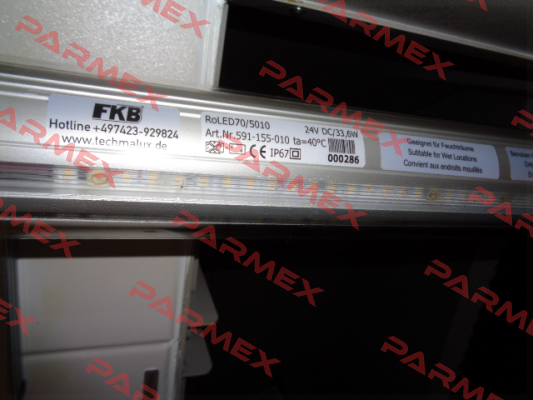 FKB
Hotline +497423-929824
www.techmalux.de
RoLED70/5010 24V DC/33,6W
Art.Nr.591-155-010 ta=40°C
CE IP67
000286
Geeignet für Feuchträume
Suitable for Wet Locations
Convient aux endroits mouillés
PARMEX
PARMEX
PARMEX
PARMEX
PARMEX
PARMEX
PARMEX
PARMEX